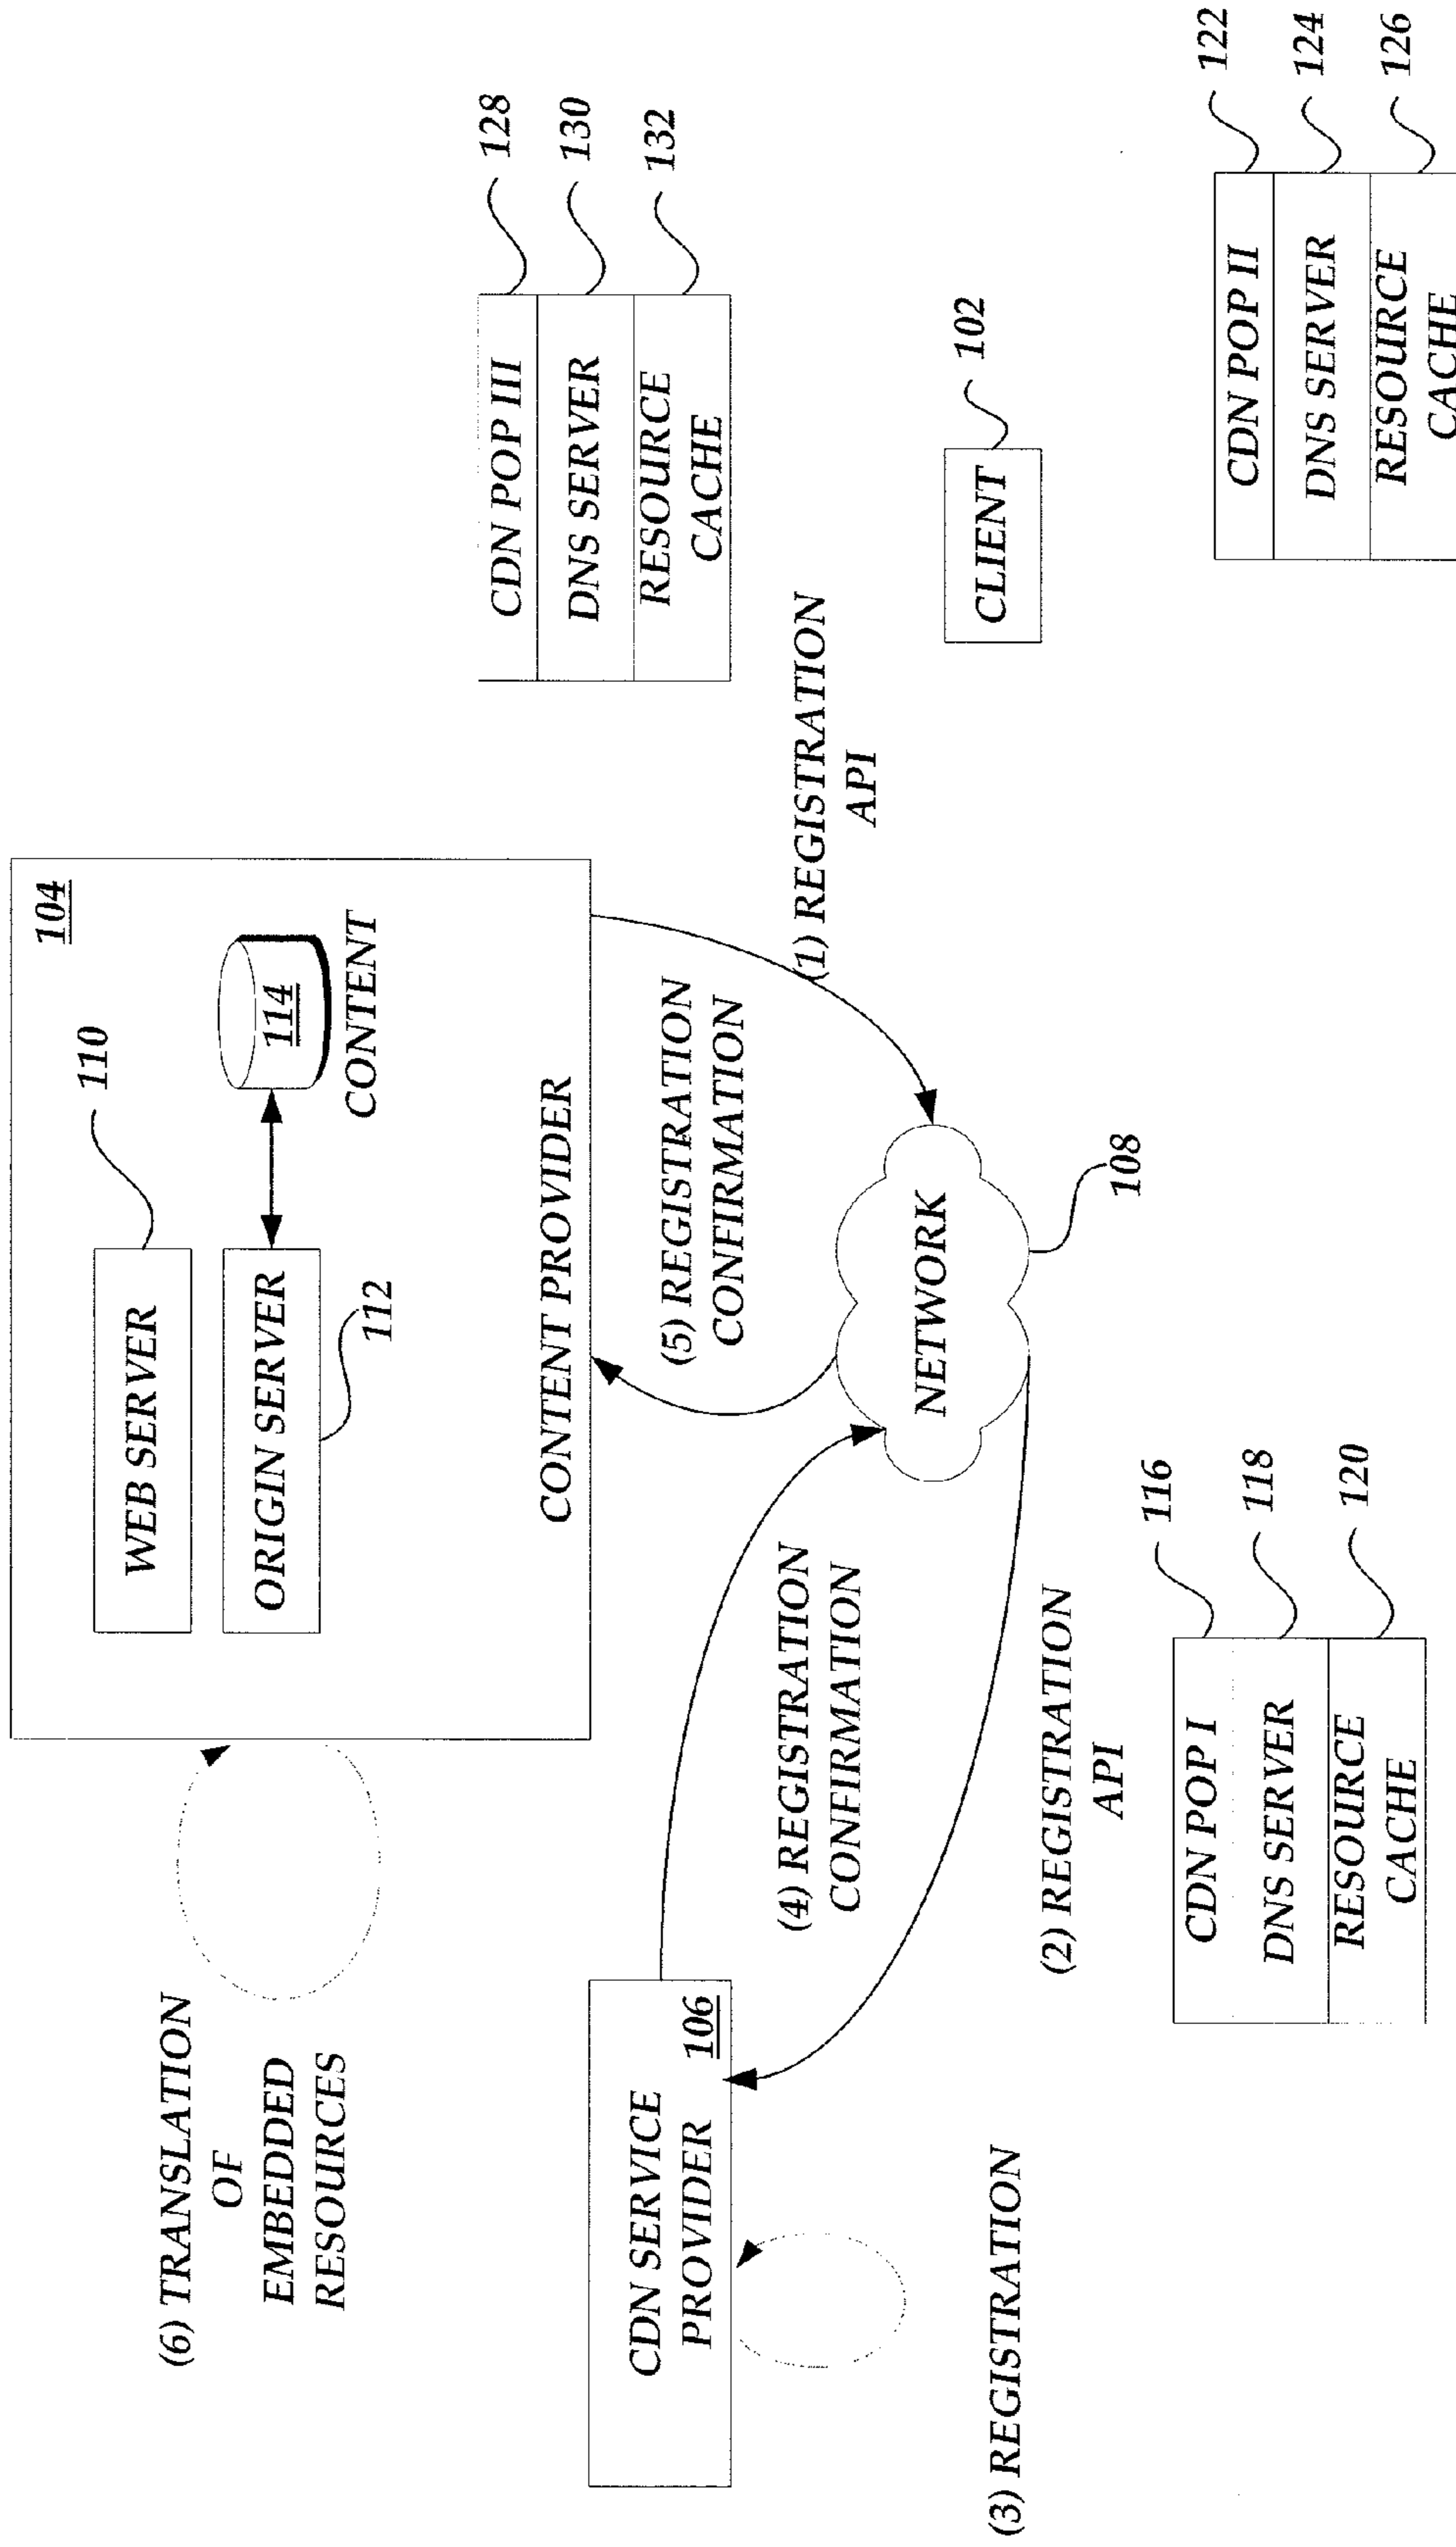 (6) TRANSLATION
OF
EMBEDDED
RESOURCES
104
WEB SERVER
110
ORIGIN SERVER
112
114
CONTENT
CONTENT PROVIDER
CDN SERVICE
PROVIDER
106
(3) REGISTRATION
(4) REGISTRATION
CONFIRMATION
(5) REGISTRATION
CONFIRMATION
(1) REGISTRATION
API
(2) REGISTRATION
API
NETWORK
108
CDN POP III
128
DNS SERVER
130
RESOURCE
CACHE
132
CLIENT
102
CDN POP I
116
DNS SERVER
118
RESOURCE
CACHE
120
CDN POP II
122
DNS SERVER
124
RESOURCE
CACHE
126